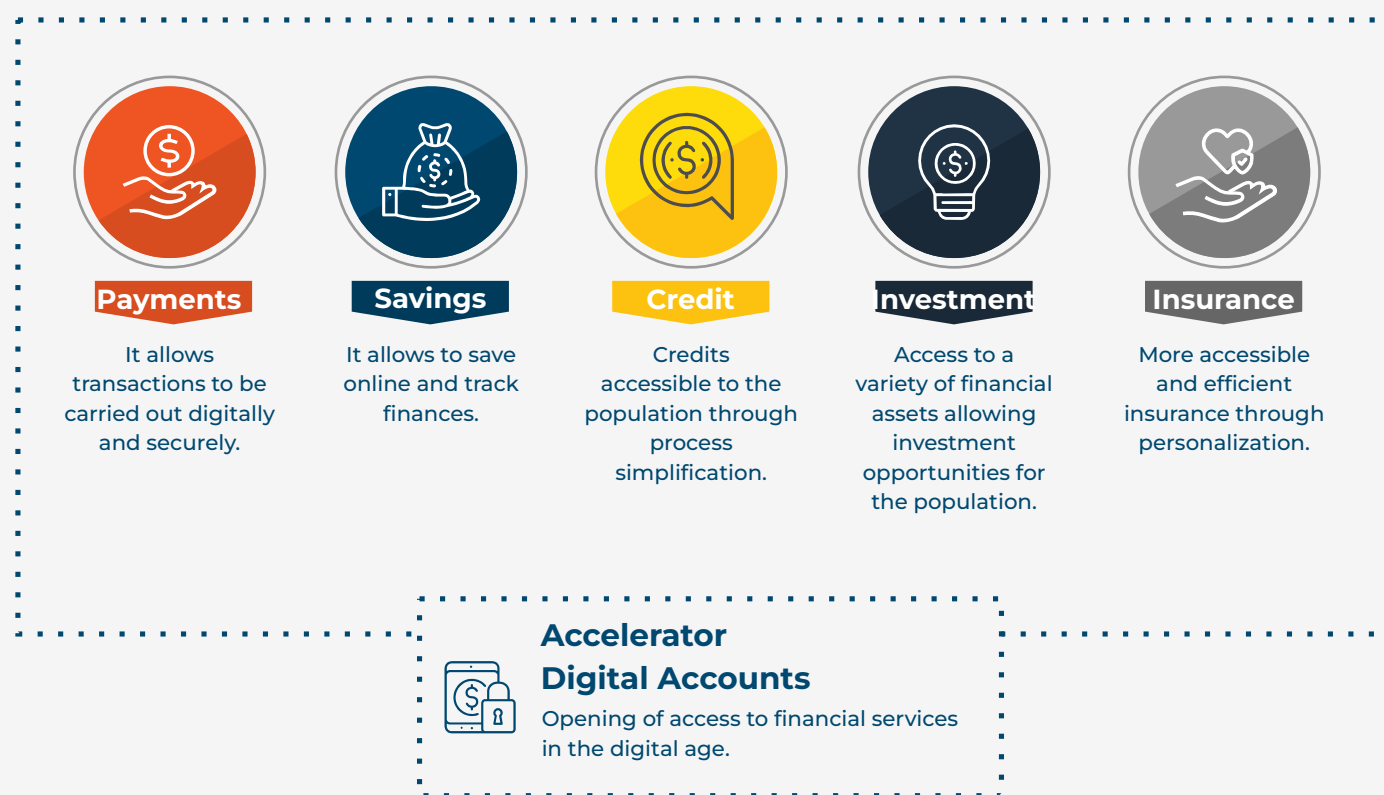 Payments
It allows
transactions to be
carried out digitally
and securely.
Savings
It allows to save
online and track
finances.
Credit
Credits
accessible to the
population through
process
simplification.
Investment
Access to a
variety of financial
assets allowing
investment
opportunities for
the population.
Insurance
More accessible
and efficient
insurance through
personalization.
Accelerator
Digital Accounts
Opening of access to financial services
in the digital age.